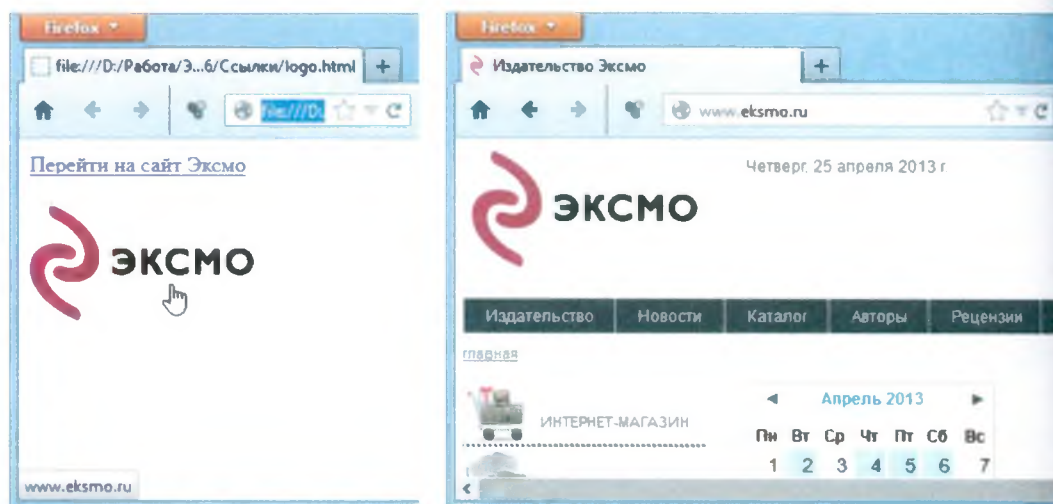 Firefox
file:///D:/Работа/Э...6/Ссылки/logo.html +
file:///D:
Перейти на сайт Эксмо
ЭКСМО
www.eksmo.ru
Firefox
Издательство Эксмо +
www.eksmo.ru
Четверг, 25 апреля 2013 г.
ЭКСМО
Издательство Новости Каталог Авторы Рецензии
главная
ИНТЕРНЕТ-МАГАЗИН
Апрель 2013
Пн Вт Ср Чт Пт Сб Вс
1 2 3 4 5 6 7